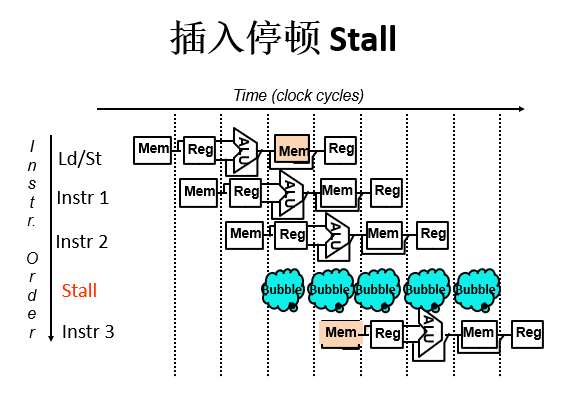 插入停顿 Stall
Time (clock cycles)
Instr. Order
Ld/St
Mem Reg ALU Mem Reg
Instr 1
Mem Reg ALU Mem Reg
Instr 2
Mem Reg ALU Mem Reg
Stall
Bubble Bubble Bubble Bubble Bubble
Instr 3
Mem Reg ALU Mem Reg